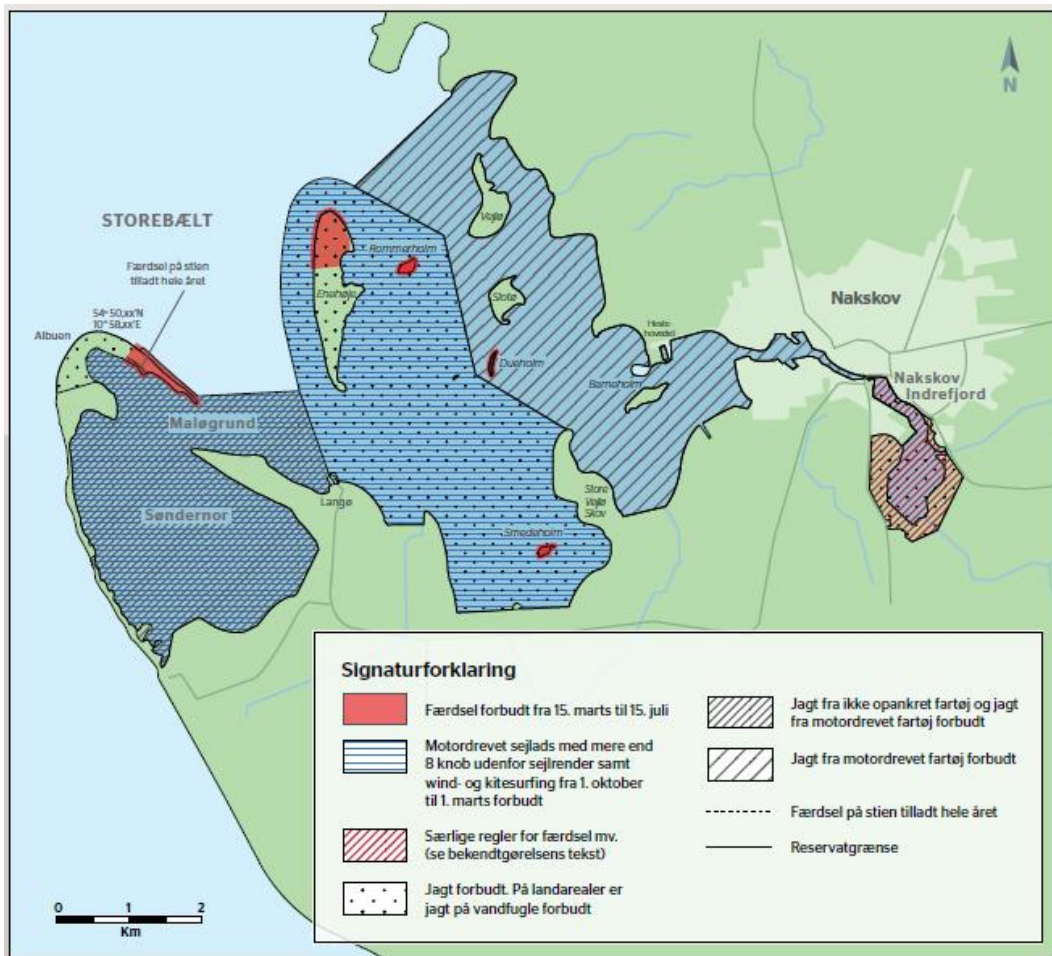 N
STOREBÆLT
Færdsel på stien
tilladt hele året
54º 50,xx'N
10º 58,xx'E
Albuen
Vejlø
Rommerholm
Enehøje
Slotø
Nakskov
Heste
hovedet
Dueholm
Barneholm
Nakskov
Indrefjord
Maløgrund
Langø
Store
Vejlø
Skov
Søndernor
Smedeholm
Signaturforklaring
Færdsel forbudt fra 15. marts til 15. juli
Motordrevet sejlads med mere end
8 knob udenfor sejlrender samt
wind- og kitesurfing fra 1. oktober
til 1. marts forbudt
Særlige regler for færdsel mv.
(se bekendtgørelsens tekst)
Jagt forbudt. På landarealer er
jagt på vandfugle forbudt
Jagt fra ikke opankret fartøj og jagt
fra motordrevet fartøj forbudt
Jagt fra motordrevet fartøj forbudt
Færdsel på stien tilladt hele året
Reservatgrænse
0 1 2
Km